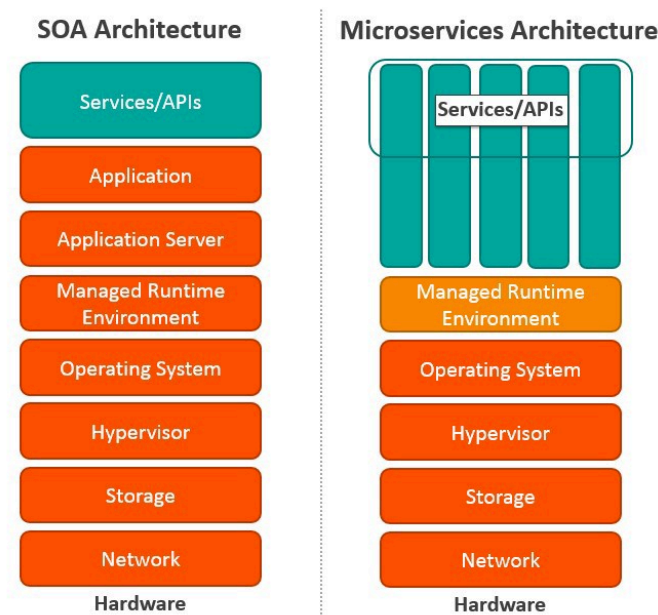 SOA Architecture
Services/APIs
Application
Application Server
Managed Runtime
Environment
Operating System
Hypervisor
Storage
Network
Hardware
Microservices Architecture
Services/APIs
Managed Runtime
Environment
Operating System
Hypervisor
Storage
Network
Hardware